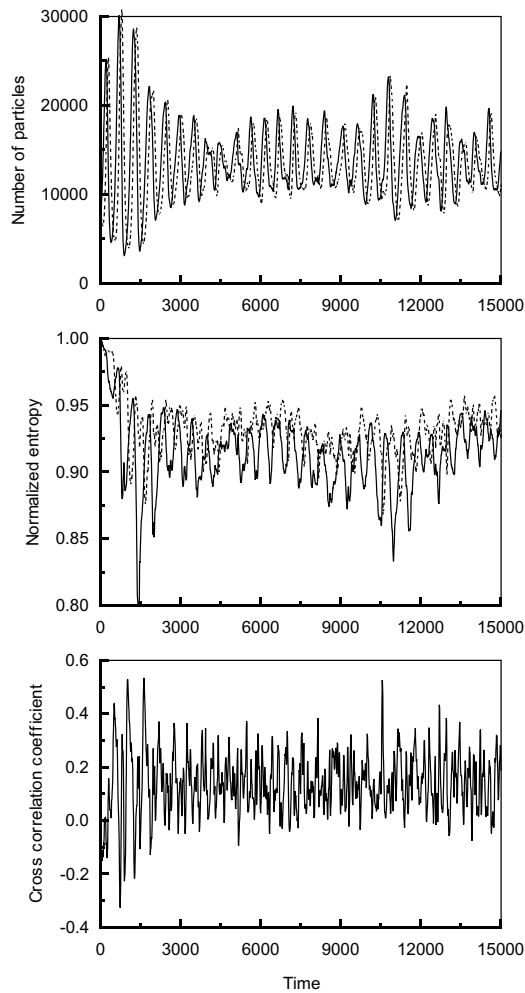 30000
20000
10000
0
Number of particles
0 3000 6000 9000 12000 15000
1.00
0.95
0.90
0.85
0.80
Normalized entropy
0 3000 6000 9000 12000 15000
0.6
0.4
0.2
0.0
-0.2
-0.4
Cross correlation coefficient
0 3000 6000 9000 12000 15000
Time